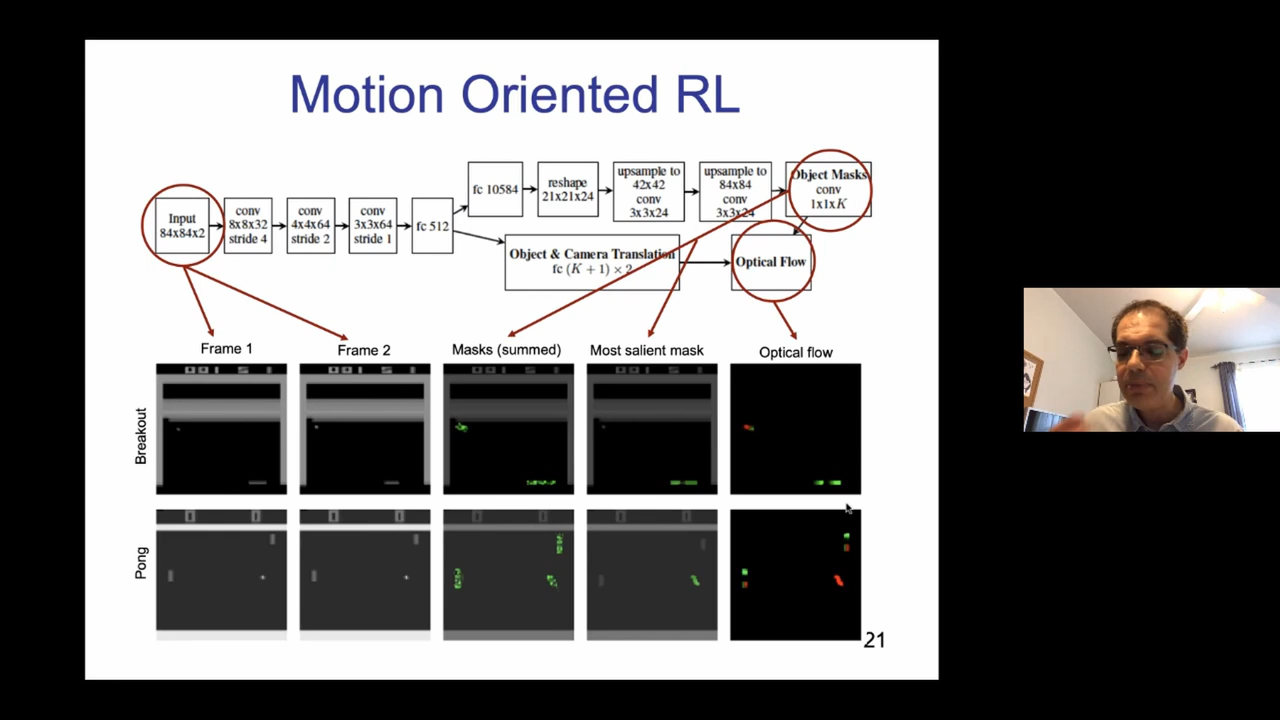 Motion Oriented RL
Input
84x84x2
conv
8x8x32
stride 4
conv
4x4x64
stride 2
conv
3x3x64
stride 1
fc 512
fc 10584
reshape
21x21x24
upsample to
42x42
conv
3x3x24
upsample to
84x84
conv
3x3x24
Object Masks
conv
1x1xK
Object & Camera Translation
fc (K + 1) × 2
Optical Flow
Frame 1
Frame 2
Masks (summed)
Most salient mask
Optical flow
Breakout
Pong
21